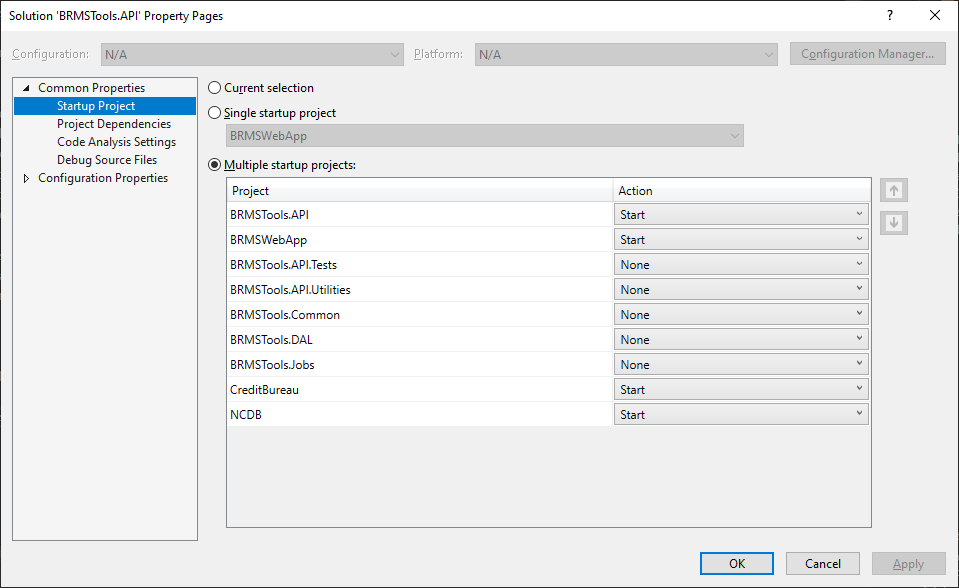 Solution 'BRMSTools.API' Property Pages
?
Configuration: N/A Platform: N/A Configuration Manager...
Common Properties
Startup Project
Project Dependencies
Code Analysis Settings
Debug Source Files
Configuration Properties
Current selection
Single startup project
BRMSWebApp
Multiple startup projects:
Project Action
BRMSTools.API Start
BRMSWebApp Start
BRMSTools.API.Tests None
BRMSTools.API.Utilities None
BRMSTools.Common None
BRMSTools.DAL None
BRMSTools.Jobs None
CreditBureau Start
NCDB Start
OK Cancel Apply